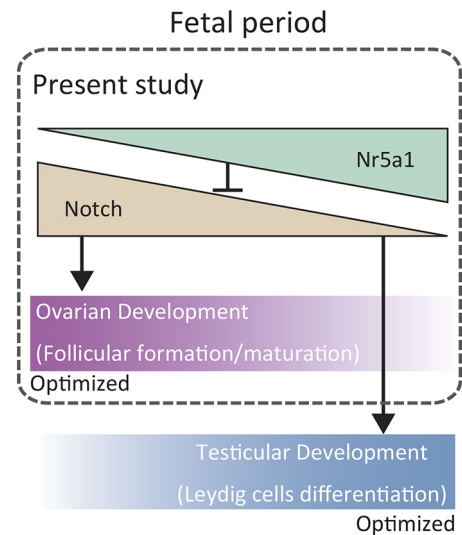 Fetal period
Present study
Nr5a1
Notch
Ovarian Development
(Follicular formation/maturation)
Optimized
Testicular Development
(Leydig cells differentiation)
Optimized